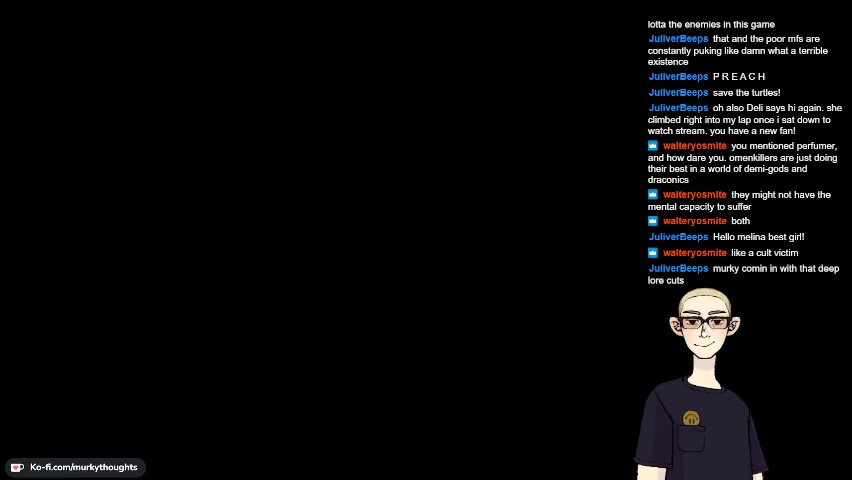 lotta the enemies in this game
JuliverBeeps that and the poor mfs are
constantly puking like damn what a terrible
existence
JuliverBeeps P R E A C H
JuliverBeeps save the turtles!
JuliverBeeps oh also Deli says hi again. she
climbed right into my lap once i sat down to
watch stream. you have a new fan!
walteryosmite you mentioned perfumer,
and how dare you. omenkillers are just doing
their best in a world of demi-gods and
draconics
walteryosmite they might not have the
mental capacity to suffer
walteryosmite both
JuliverBeeps Hello melina best girl!
walteryosmite like a cult victim
JuliverBeeps murky comin in with that deep
lore cuts
Ko-fi.com/murkythoughts